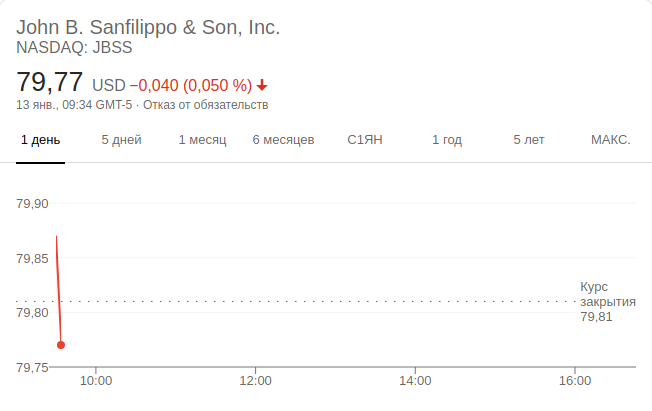 John B. Sanfilippo & Son, Inc.
NASDAQ: JBSS
79,77 USD −0,040 (0,050 %)
13 янв., 09:34 GMT-5 · Отказ от обязательств
1 день 5 дней 1 месяц 6 месяцев С1ЯН 1 год 5 лет МАКС.
79,90
79,85
Курс
закрытия
79,80
79,81
79,75
10:00 12:00 14:00 16:00